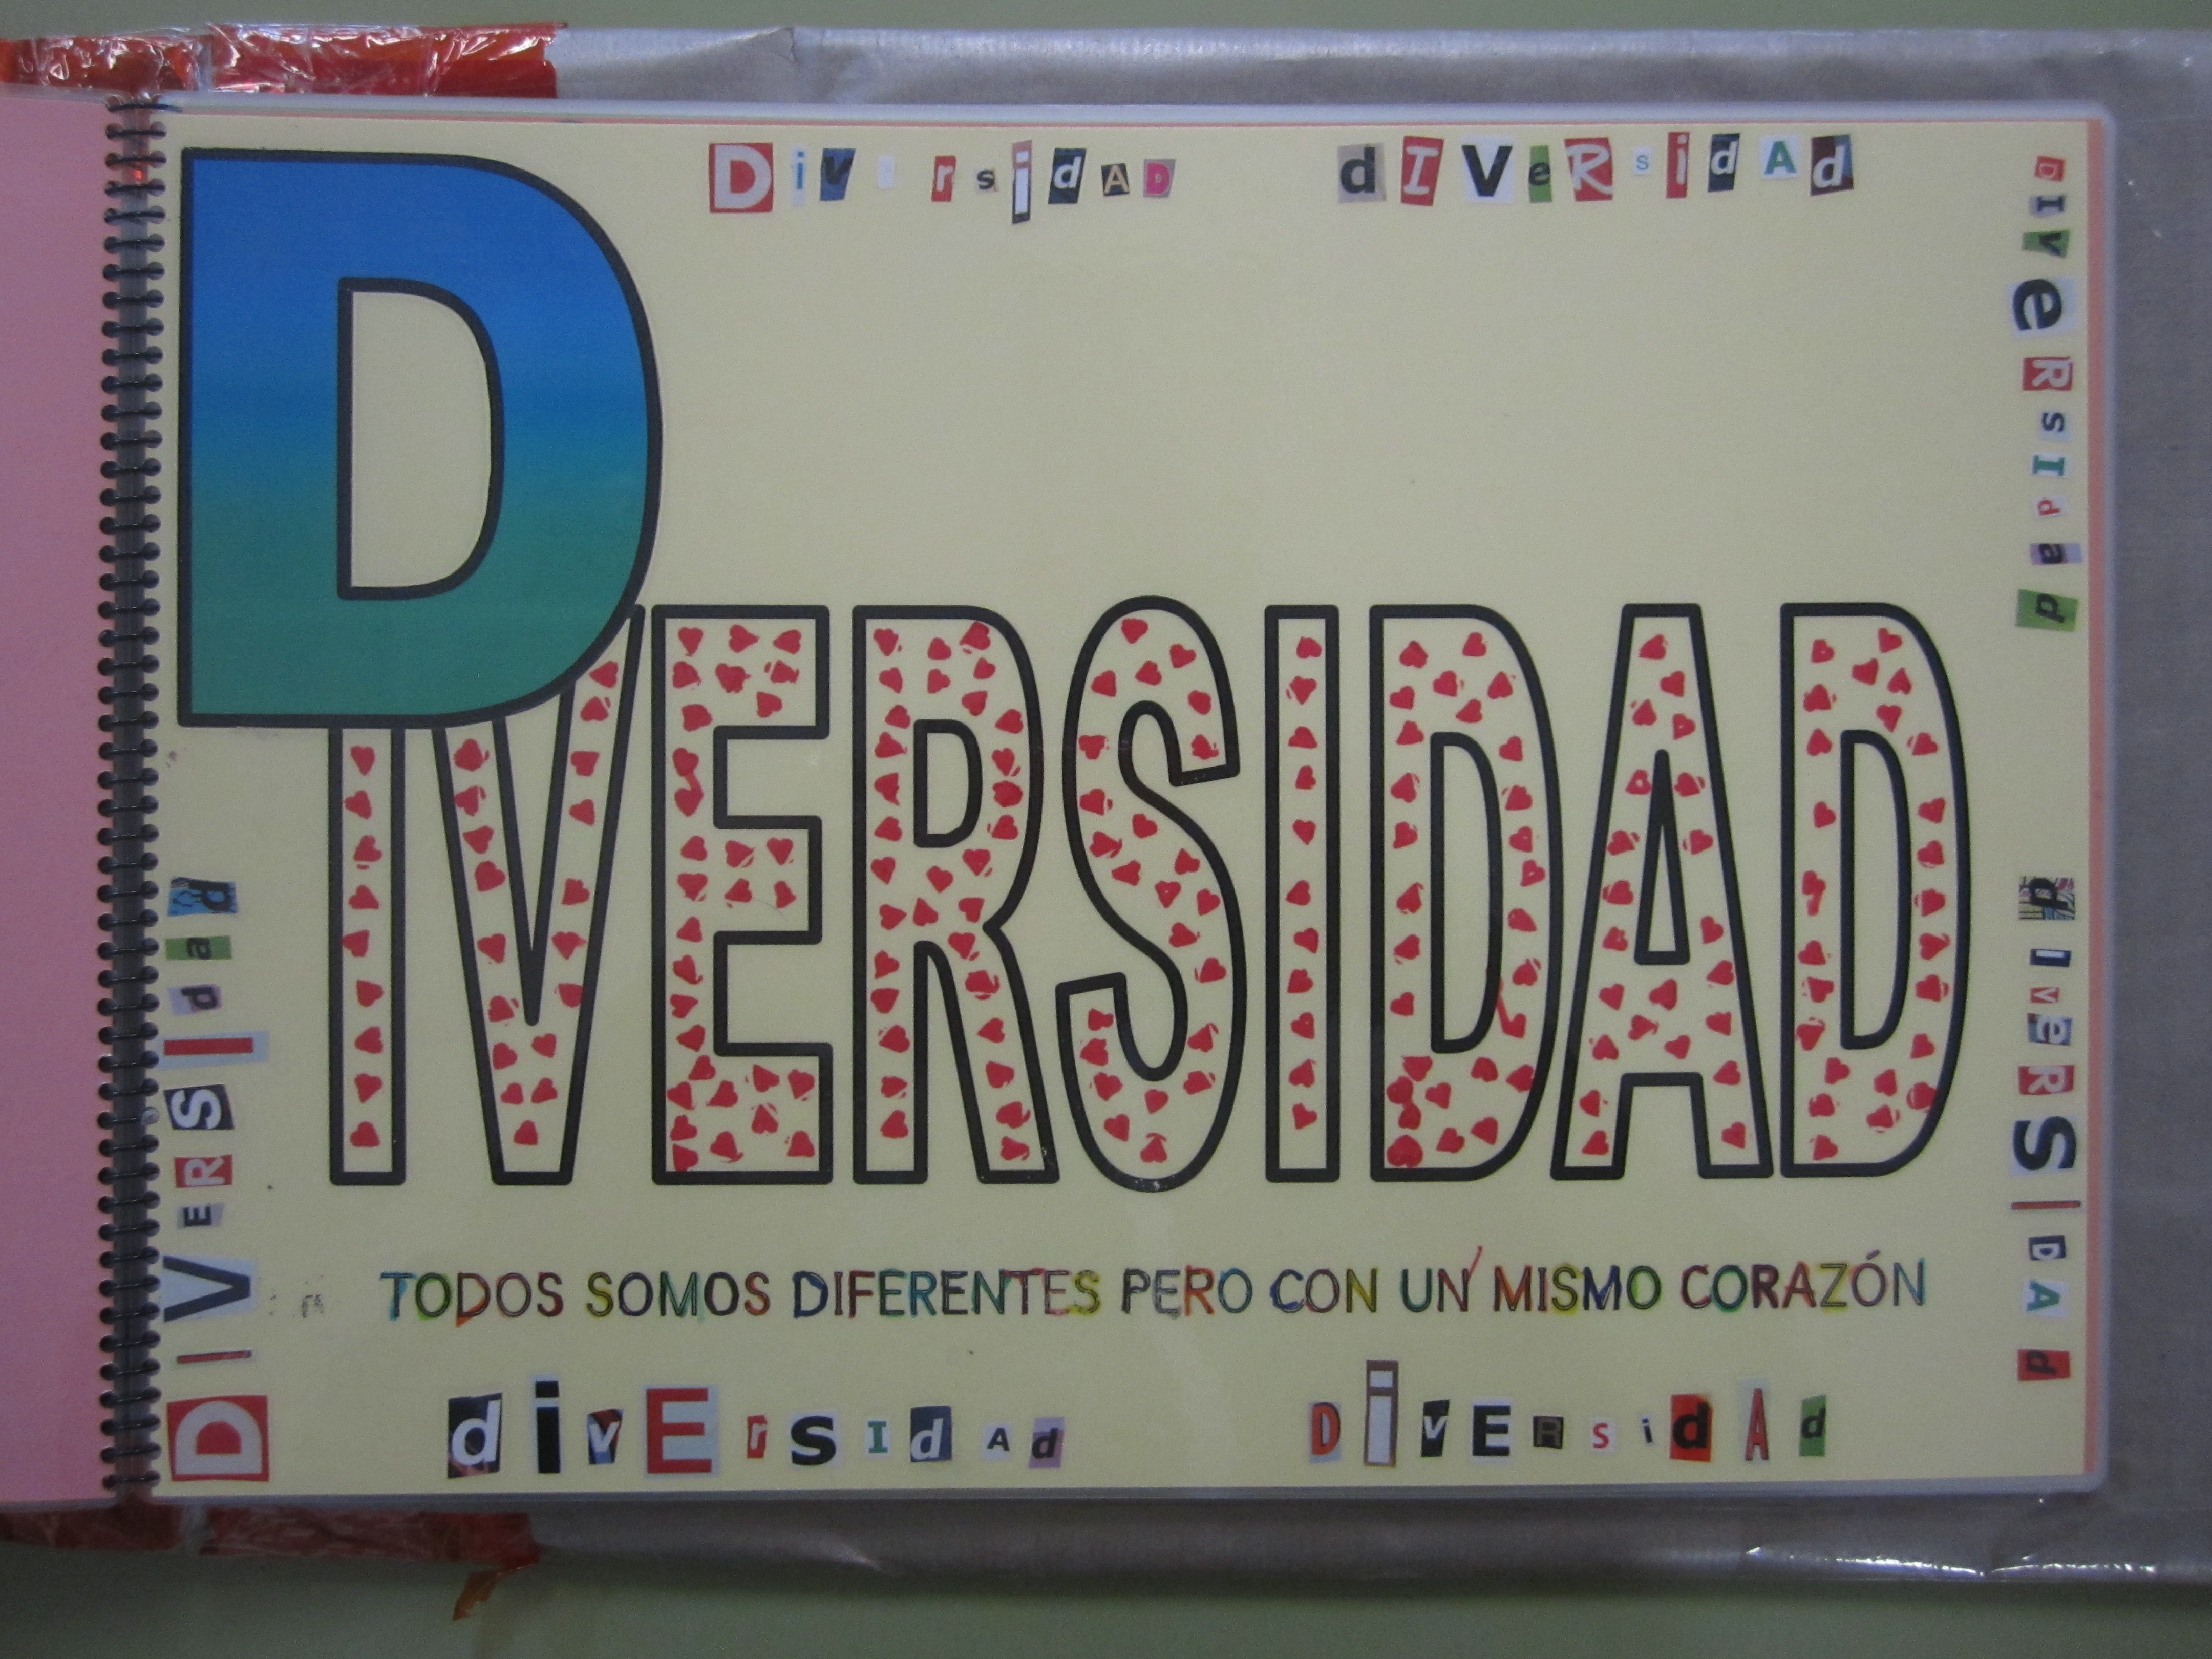 DiversidAD dIVeRsidAd
DIVeRsIdad
DIVERSIDAD
dIveRSIDAd
DIVERSIdad
TODOS SOMOS DIFERENTES PERO CON UN MISMO CORAZÓN
divErsIdAd DivERsidAd